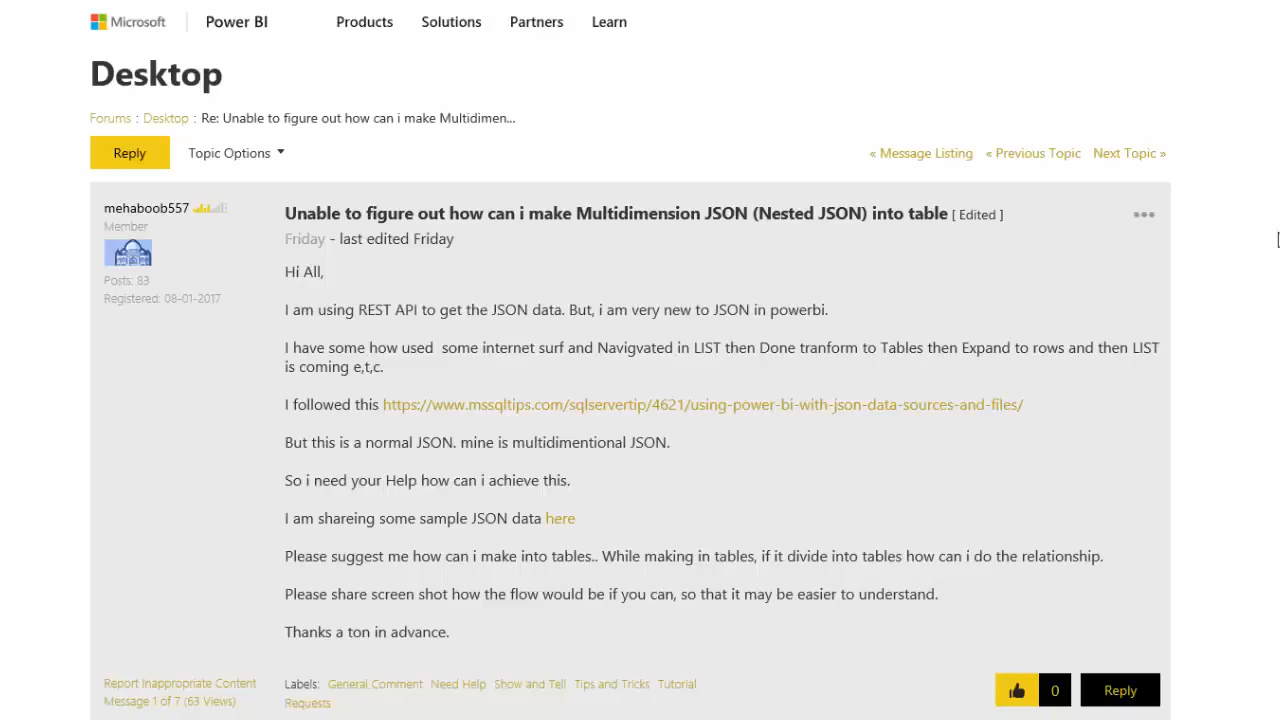 Microsoft Power BI Products Solutions Partners Learn
Desktop
Forums : Desktop : Re: Unable to figure out how can i make Multidimen...
Reply Topic Options « Message Listing « Previous Topic Next Topic »
mehaboob557
Member
Posts: 83
Registered: 08-01-2017
Unable to figure out how can i make Multidimension JSON (Nested JSON) into table [ Edited ]
Friday - last edited Friday
Hi All,
I am using REST API to get the JSON data. But, i am very new to JSON in powerbi.
I have some how used some internet surf and Navigvated in LIST then Done tranform to Tables then Expand to rows and then LIST
is coming e,t,c.
I followed this https://www.mssqltips.com/sqlservertip/4621/using-power-bi-with-json-data-sources-and-files/
But this is a normal JSON. mine is multidimentional JSON.
So i need your Help how can i achieve this.
I am shareing some sample JSON data here
Please suggest me how can i make into tables.. While making in tables, if it divide into tables how can i do the relationship.
Please share screen shot how the flow would be if you can, so that it may be easier to understand.
Thanks a ton in advance.
Report Inappropriate Content
Message 1 of 7 (63 Views)
Labels: General Comment Need Help Show and Tell Tips and Tricks Tutorial
Requests
0 Reply